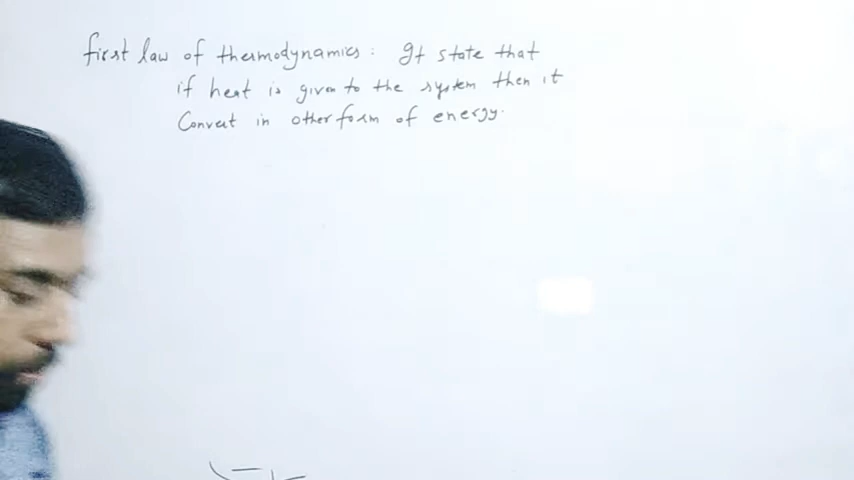 first law of thermodynamics: It state that
if heat is given to the system then it
Convert in other form of energy.